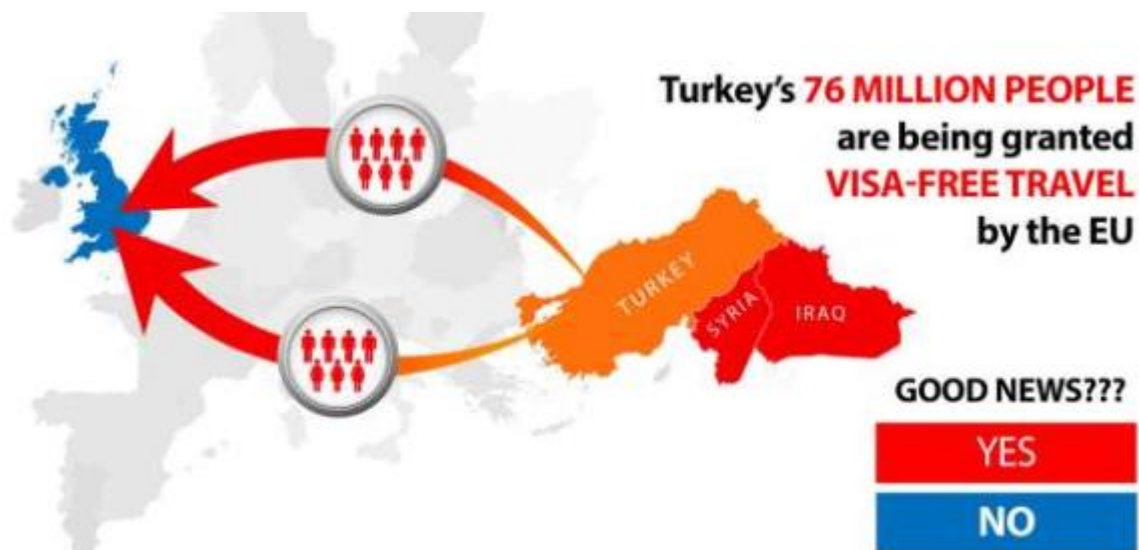 Turkey's 76 MILLION PEOPLE
are being granted
VISA-FREE TRAVEL
by the EU
TURKEY
SYRIA
IRAQ
GOOD NEWS???
YES
NO